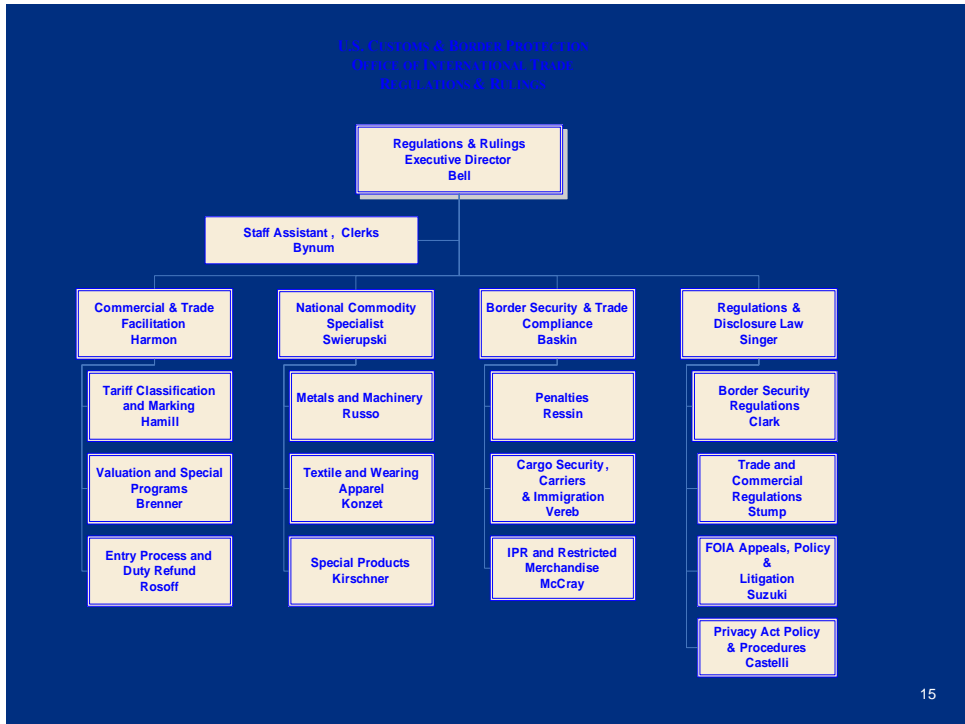 U.S. CUSTOMS & BORDER PROTECTION
OFFICE OF INTERNATIONAL TRADE
REGULATIONS & RULINGS
Regulations & Rulings
Executive Director
Bell
Staff Assistant , Clerks
Bynum
Commercial & Trade
Facilitation
Harmon
National Commodity
Specialist
Swierupski
Border Security & Trade
Compliance
Baskin
Regulations &
Disclosure Law
Singer
Tariff Classification
and Marking
Hamill
Metals and Machinery
Russo
Penalties
Ressin
Border Security
Regulations
Clark
Valuation and Special
Programs
Brenner
Textile and Wearing
Apparel
Konzet
Cargo Security,
Carriers
& Immigration
Vereb
Trade and
Commercial
Regulations
Stump
Entry Process and
Duty Refund
Rosoff
Special Products
Kirschner
IPR and Restricted
Merchandise
McCray
FOIA Appeals, Policy
&
Litigation
Suzuki
Privacy Act Policy
& Procedures
Castelli
15